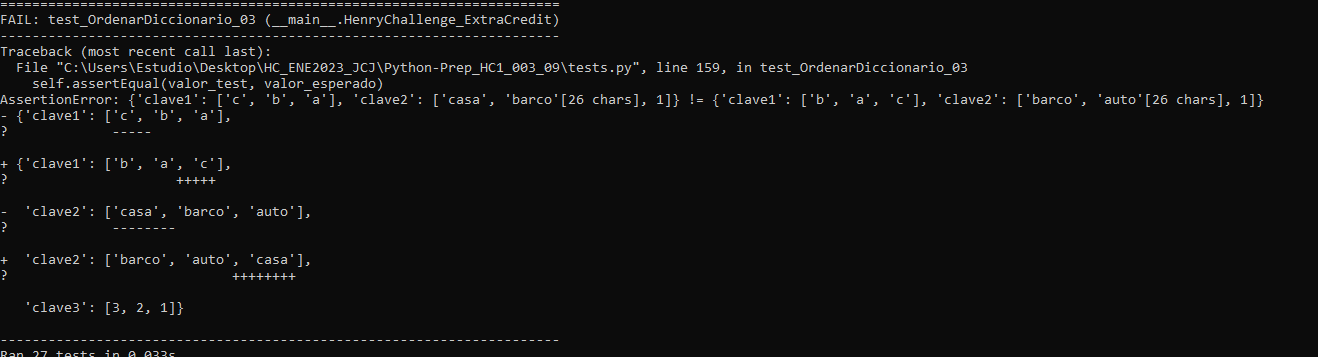 ======================================================================
FAIL: test_OrdenarDiccionario_03 (__main__.HenryChallenge_ExtraCredit)
----------------------------------------------------------------------
Traceback (most recent call last):
  File "C:\Users\Estudio\Desktop\HC_ENE2023_JCJ\Python-Prep_HC1_003_09\tests.py", line 159, in test_OrdenarDiccionario_03
    self.assertEqual(valor_test, valor_esperado)
AssertionError: {'clave1': ['c', 'b', 'a'], 'clave2': ['casa', 'barco'[26 chars], 1]} != {'clave1': ['b', 'a', 'c'], 'clave2': ['barco', 'auto'[26 chars], 1]}
- {'clave1': ['c', 'b', 'a'],
?             -----
+ {'clave1': ['b', 'a', 'c'],
?                     +++++
-  'clave2': ['casa', 'barco', 'auto'],
?             --------
+  'clave2': ['barco', 'auto', 'casa'],
?                            ++++++++
   'clave3': [3, 2, 1]}
----------------------------------------------------------------------
Ran 27 tests in 0.033s